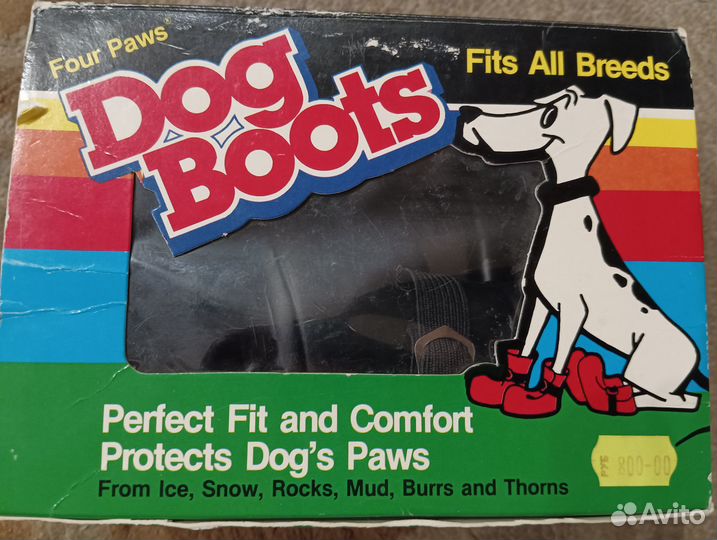 Four Paws®
Dog Boots
Fits All Breeds
Perfect Fit and Comfort
Protects Dog's Paws
From Ice, Snow, Rocks, Mud, Burrs and Thorns
РУБ 800-00
Avito